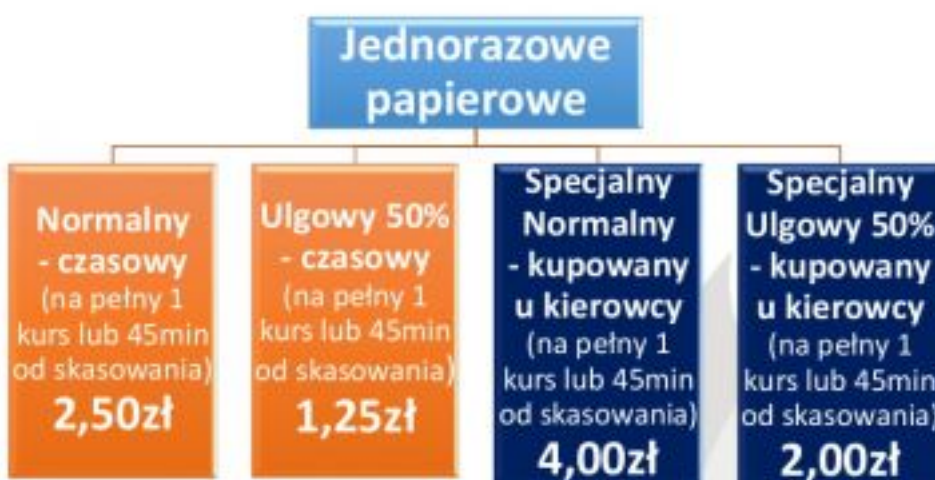 Jednorazowe
papierowe
Normalny
- czasowy
(na pełny 1
kurs lub 45min
od skasowania)
2,50zł
Ulgowy 50%
- czasowy
(na pełny 1
kurs lub 45min
od skasowania)
1,25zł
Specjalny
Normalny
- kupowany
u kierowcy
(na pełny 1
kurs lub 45min
od skasowania)
4,00zł
Specjalny
Ulgowy 50%
- kupowany
u kierowcy
(na pełny 1
kurs lub 45min
od skasowania)
2,00zł